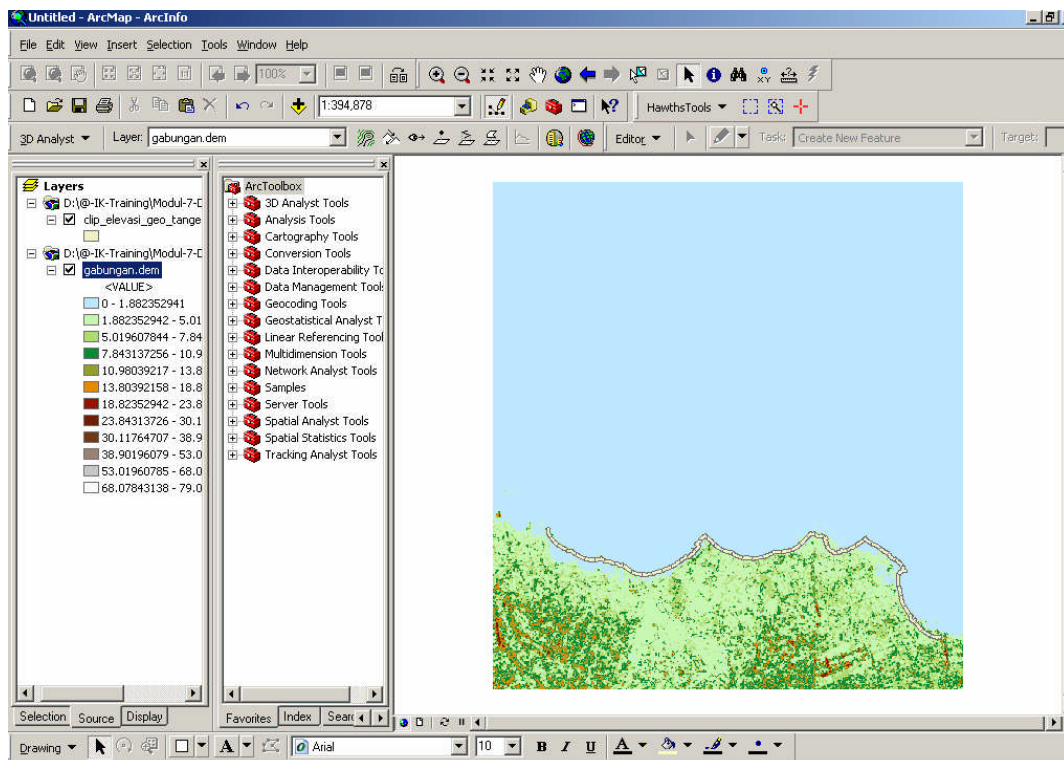 Untitled - ArcMap - ArcInfo
File Edit View Insert Selection Tools Window Help
100%
1:394,878
HawthsTools
3D Analyst Layer: gabungan.dem
Editor Task: Create New Feature Target:
Layers
D:\@-IK-Training\Modul-7-D
clip_elevasi_geo_tange
D:\@-IK-Training\Modul-7-D
gabungan.dem
<VALUE>
0 - 1.882352941
1.882352942 - 5.01
5.019607844 - 7.84
7.843137256 - 10.9
10.98039217 - 13.8
13.80392158 - 18.8
18.82352942 - 23.8
23.84313726 - 30.1
30.11764707 - 38.9
38.90196079 - 53.0
53.01960785 - 68.0
68.07843138 - 79.0
ArcToolbox
3D Analyst Tools
Analysis Tools
Cartography Tools
Conversion Tools
Data Interoperability To
Data Management Tools
Geocoding Tools
Geostatistical Analyst T
Linear Referencing Tool
Multidimension Tools
Network Analyst Tools
Samples
Server Tools
Spatial Analyst Tools
Spatial Statistics Tools
Tracking Analyst Tools
Selection Source Display
Favorites Index Searc
Drawing A Arial 10 B I U A